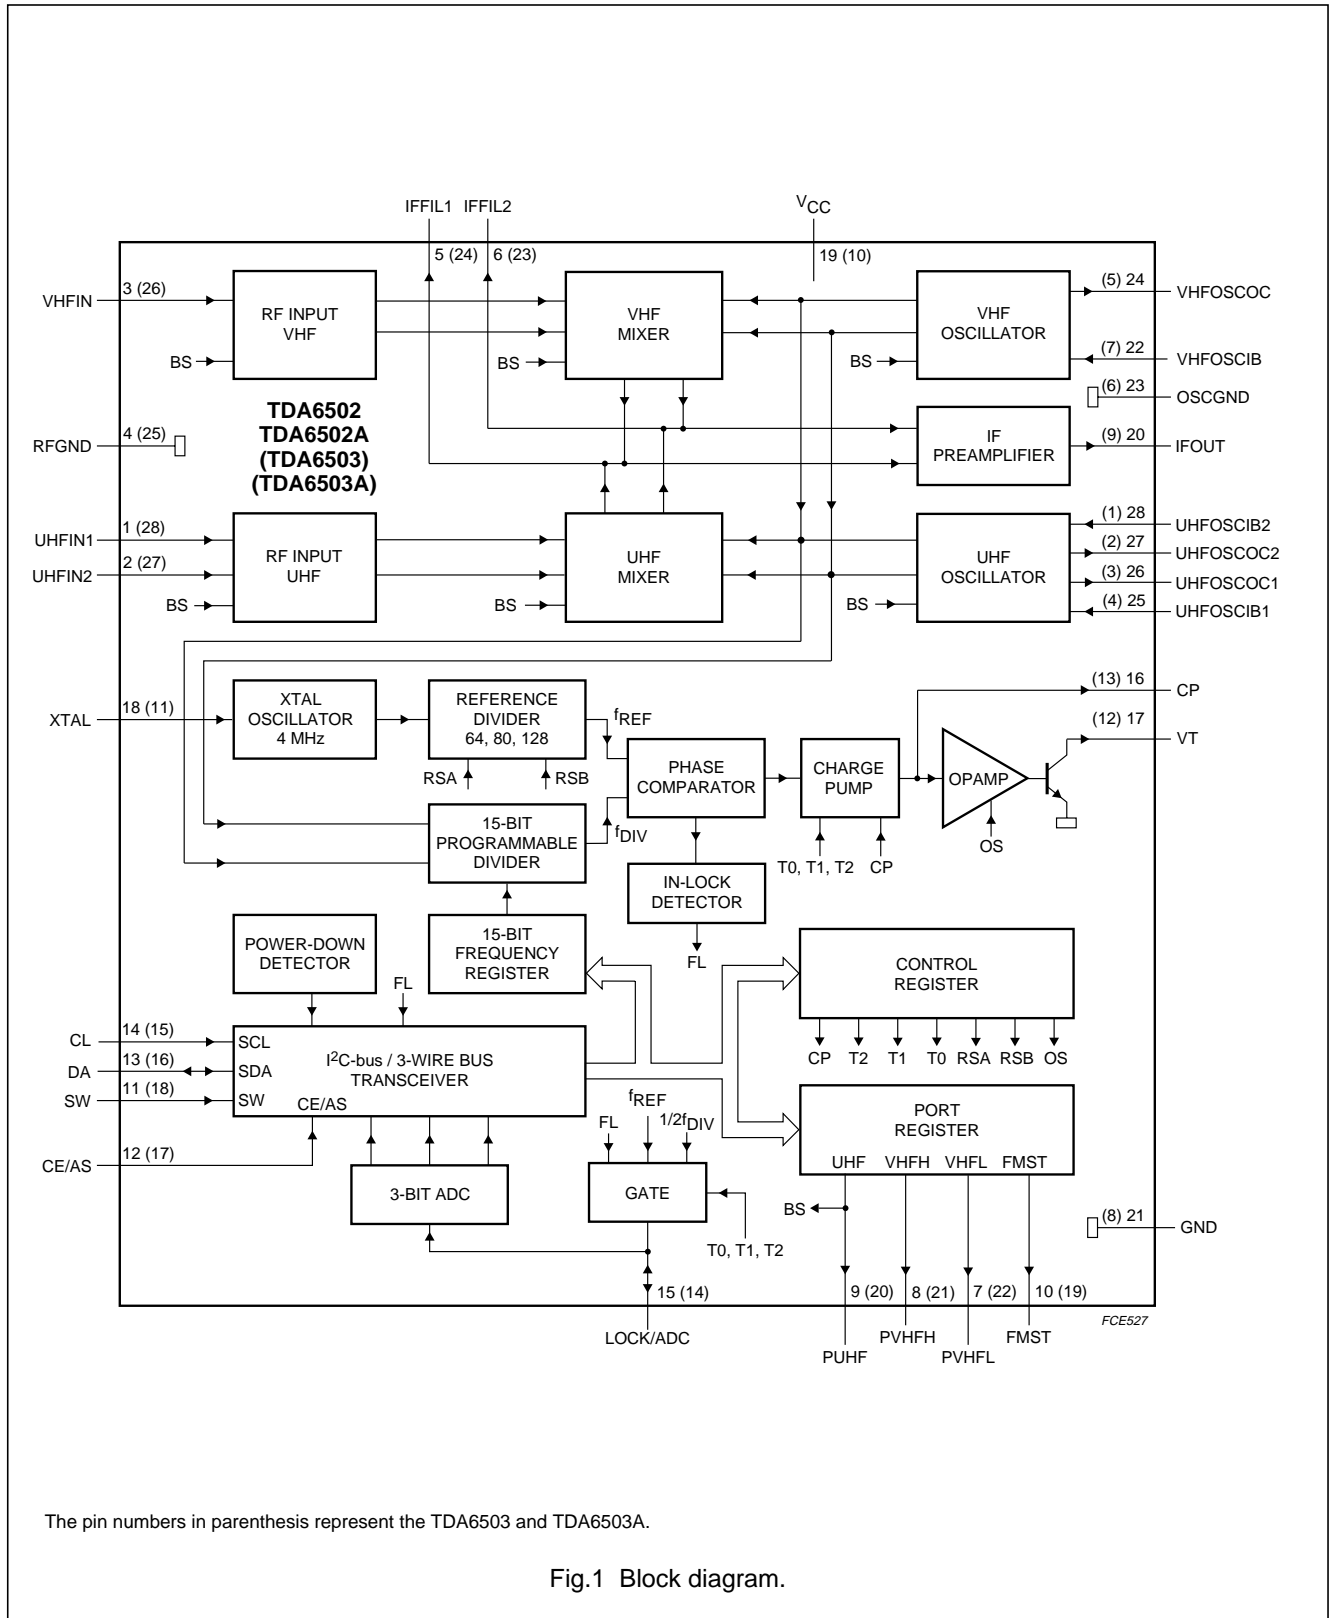 IFFIL1 IFFIL2 VCC
5 (24) 6 (23) 19 (10)
VHFIN 3 (26)
RF INPUT
VHF
BS
VHF
MIXER
BS
VHF
OSCILLATOR
BS
(5) 24 VHFOSCOC
(7) 22 VHFOSCIB
(6) 23 OSCGND
TDA6502
TDA6502A
(TDA6503)
(TDA6503A)
RFGND 4 (25)
IF
PREAMPLIFIER
(9) 20 IFOUT
UHFIN1 1 (28)
UHFIN2 2 (27)
RF INPUT
UHF
BS
UHF
MIXER
BS
UHF
OSCILLATOR
BS
(1) 28 UHFOSCIB2
(2) 27 UHFOSCOC2
(3) 26 UHFOSCOC1
(4) 25 UHFOSCIB1
XTAL 18 (11)
XTAL
OSCILLATOR
4 MHz
REFERENCE
DIVIDER
64, 80, 128
RSA RSB
fREF
PHASE
COMPARATOR
fDIV
CHARGE
PUMP
T0, T1, T2 CP
OPAMP
OS
(13) 16 CP
(12) 17 VT
15-BIT
PROGRAMMABLE
DIVIDER
IN-LOCK
DETECTOR
FL
POWER-DOWN
DETECTOR
15-BIT
FREQUENCY
REGISTER
FL
CONTROL
REGISTER
CP T2 T1 T0 RSA RSB OS
CL 14 (15) SCL
DA 13 (16) SDA
SW 11 (18) SW
I2C-bus / 3-WIRE BUS
TRANSCEIVER
CE/AS
CE/AS 12 (17)
3-BIT ADC
FL fREF 1/2fDIV
GATE
T0, T1, T2
15 (14)
LOCK/ADC
PORT
REGISTER
UHF VHFH VHFL FMST
BS
9 (20) 8 (21) 7 (22) 10 (19)
PUHF PVHFH PVHFL FMST
(8) 21 GND
FCE527
The pin numbers in parenthesis represent the TDA6503 and TDA6503A.
Fig.1 Block diagram.